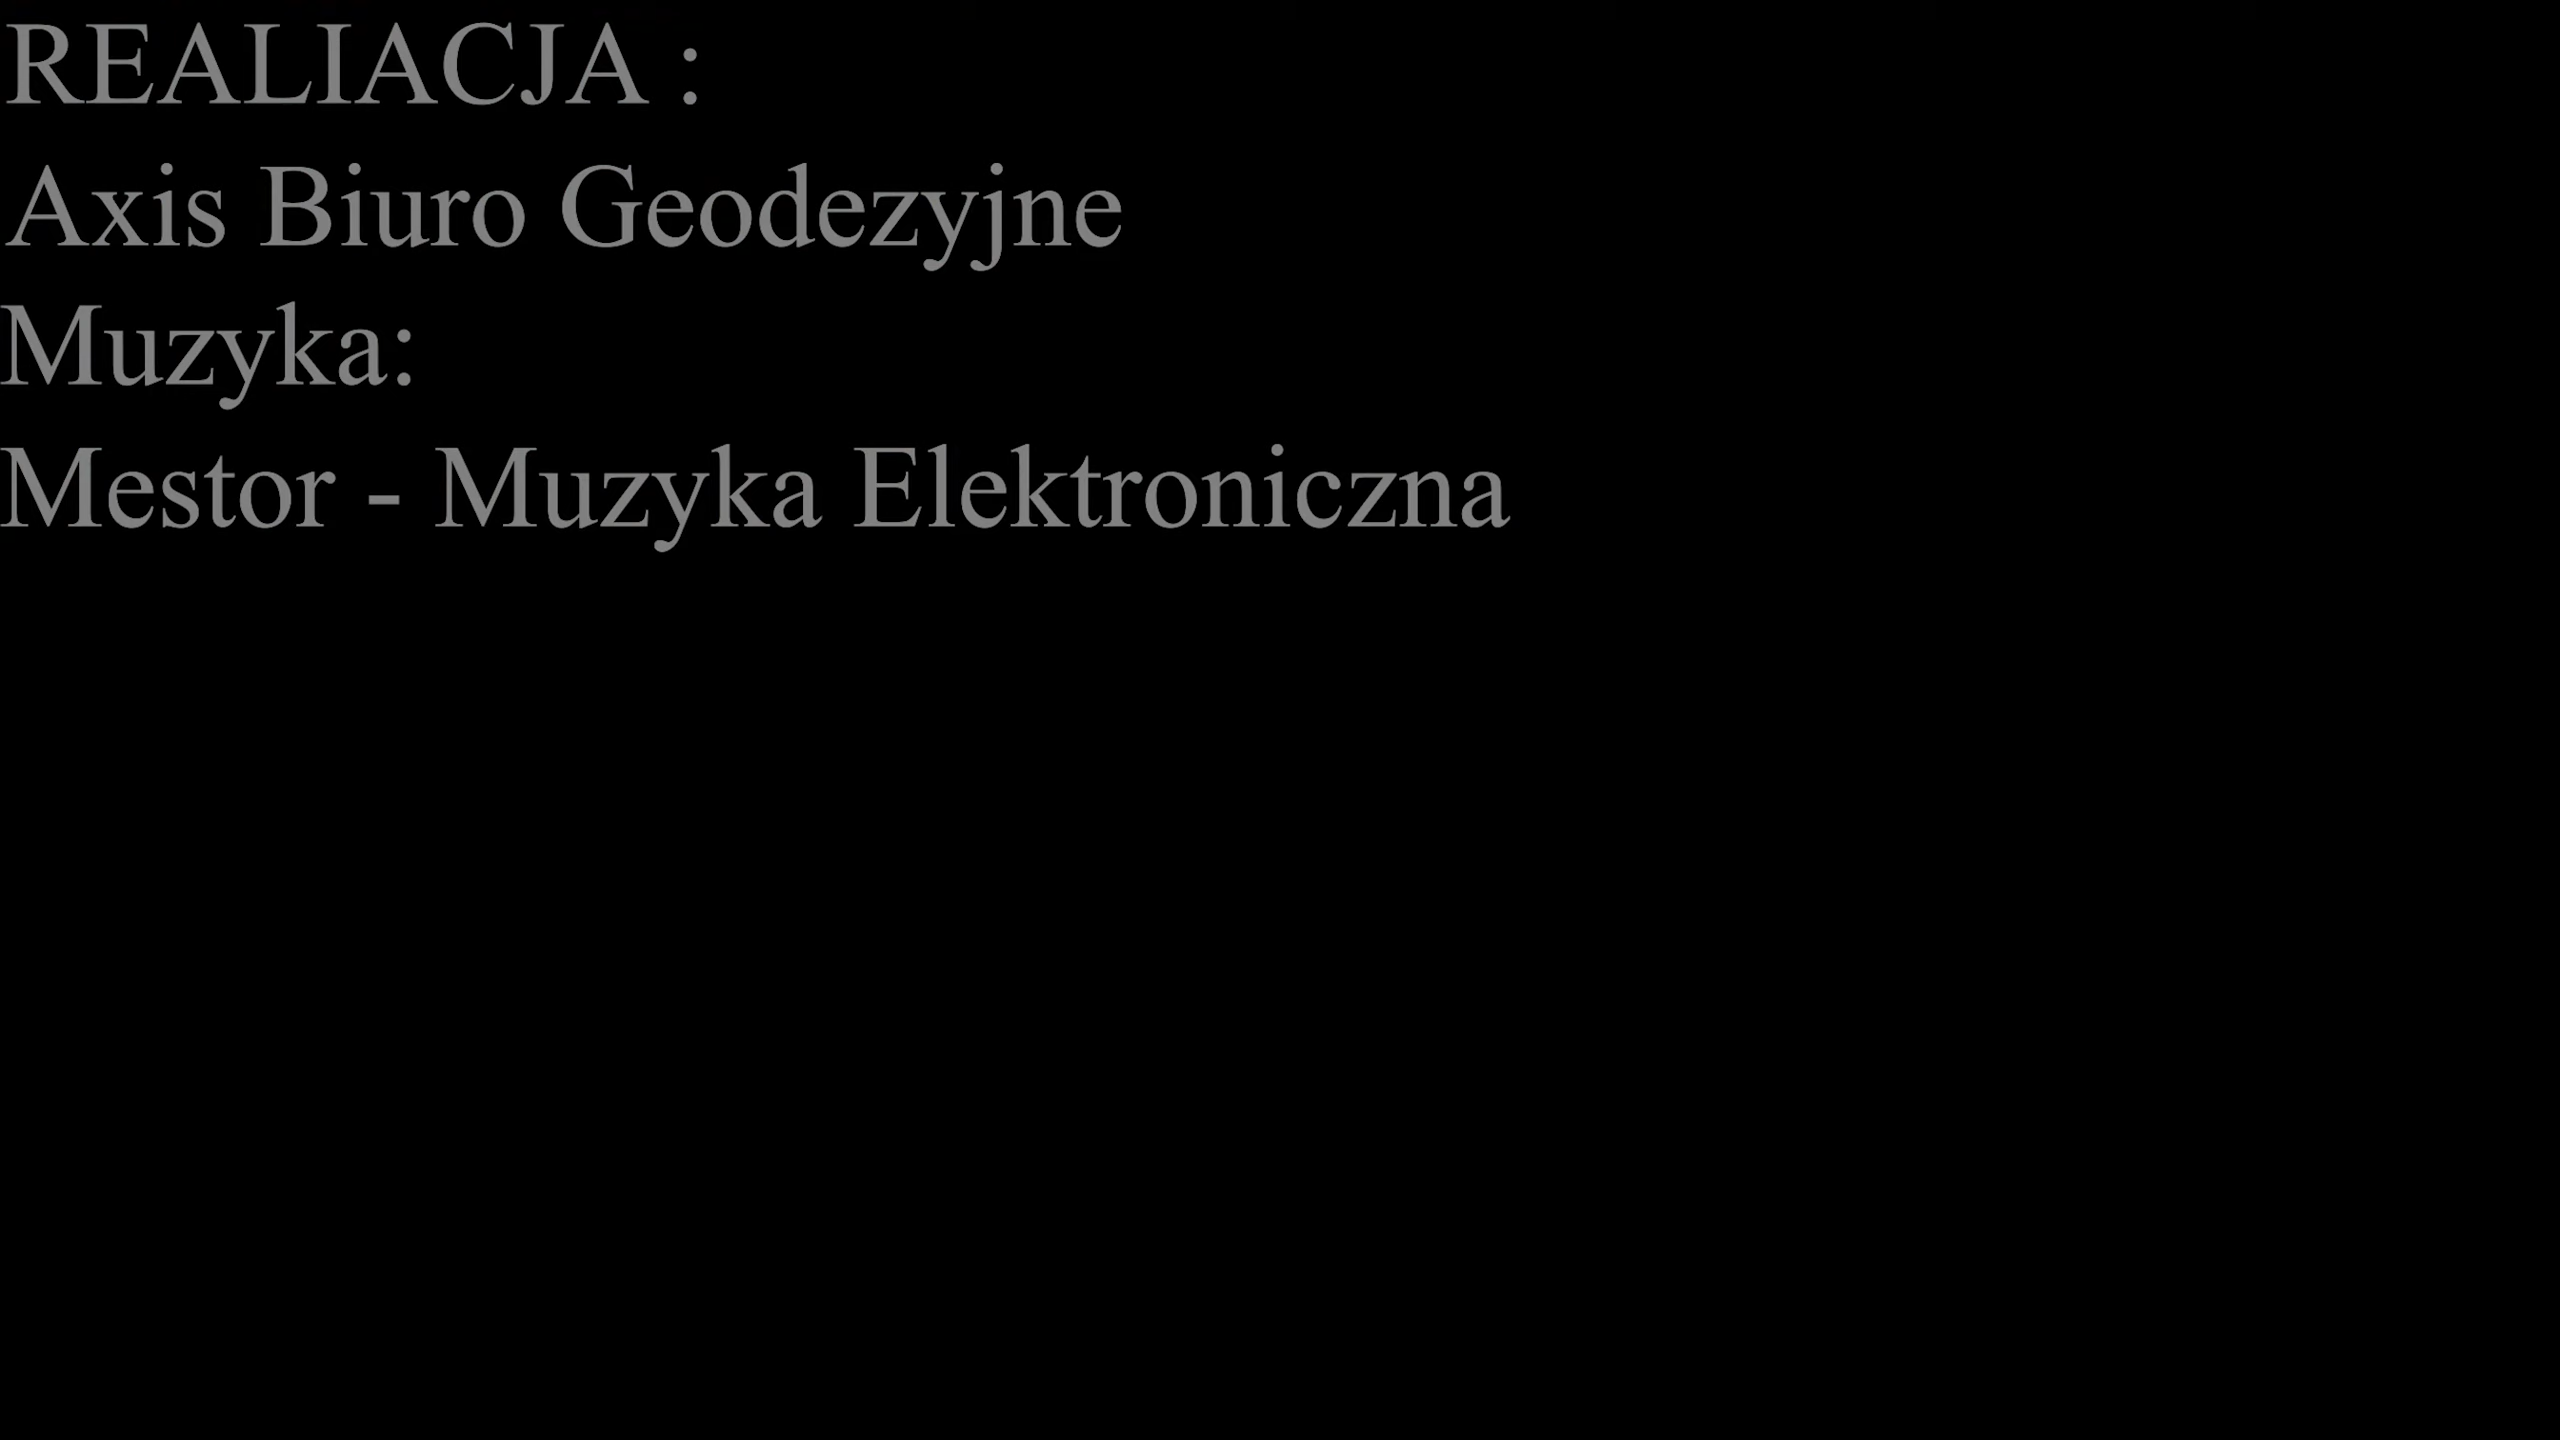 REALIACJA :
Axis Biuro Geodezyjne
Muzyka:
Mestor - Muzyka Elektroniczna